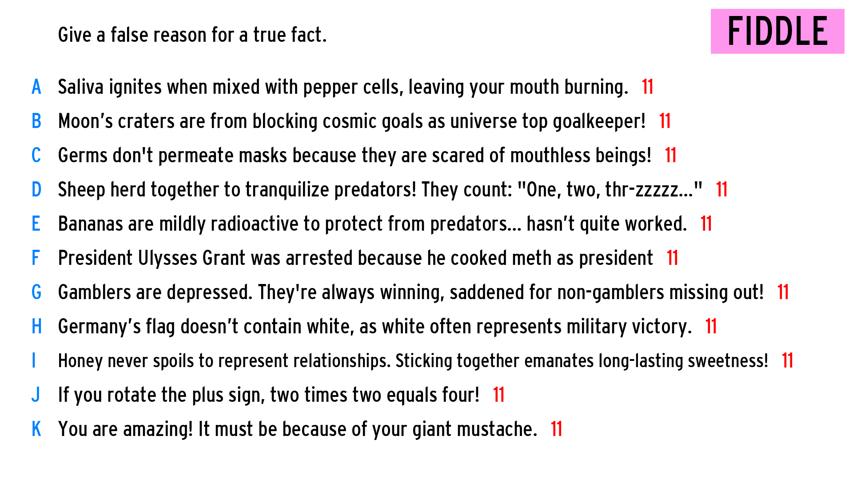 Give a false reason for a true fact.
FIDDLE
A Saliva ignites when mixed with pepper cells, leaving your mouth burning. 11
B Moon's craters are from blocking cosmic goals as universe top goalkeeper! 11
C Germs don't permeate masks because they are scared of mouthless beings! 11
D Sheep herd together to tranquilize predators! They count: "One, two, thr-zzzzz..." 11
E Bananas are mildly radioactive to protect from predators... hasn't quite worked. 11
F President Ulysses Grant was arrested because he cooked meth as president 11
G Gamblers are depressed. They're always winning, saddened for non-gamblers missing out! 11
H Germany's flag doesn't contain white, as white often represents military victory. 11
I Honey never spoils to represent relationships. Sticking together emanates long-lasting sweetness! 11
J If you rotate the plus sign, two times two equals four! 11
K You are amazing! It must be because of your giant mustache. 11